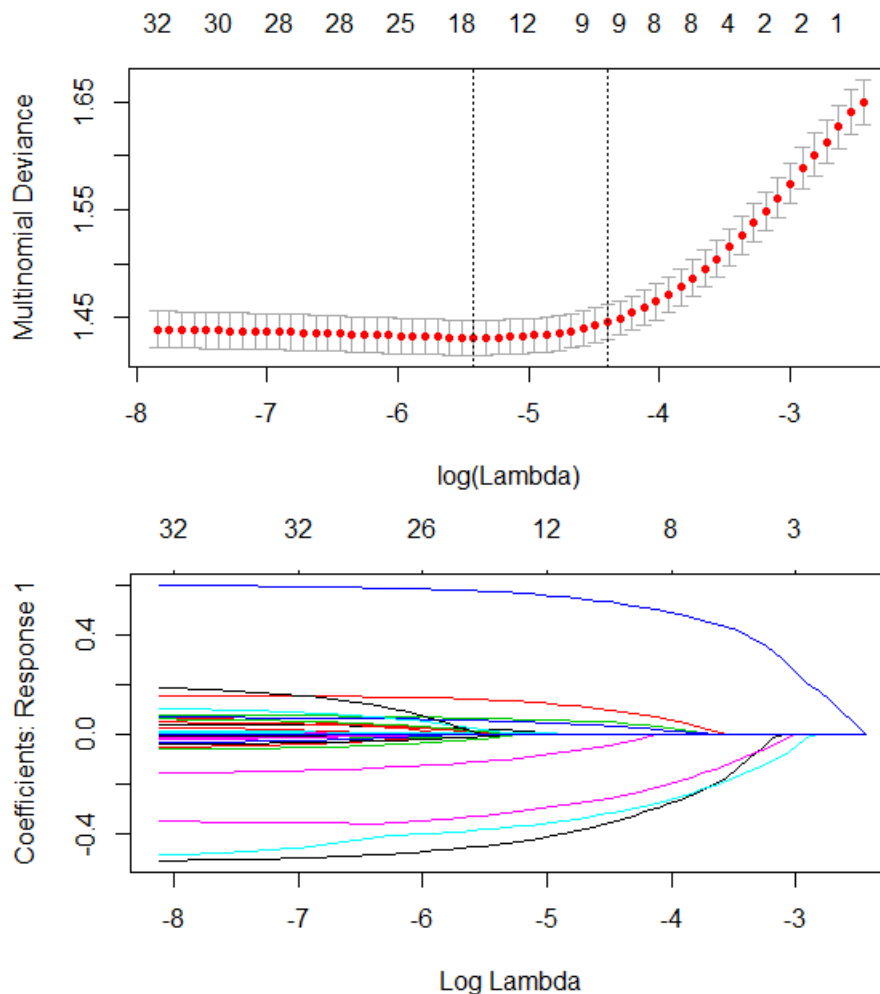 32 30 28 28 25 18 12 9 9 8 8 4 2 2 1
Multinomial Deviance
1.65
1.55
1.45
-8 -7 -6 -5 -4 -3
log(Lambda)
32 32 26 12 8 3
Coefficients: Response 1
0.4
0.0
-0.4
-8 -7 -6 -5 -4 -3
Log Lambda